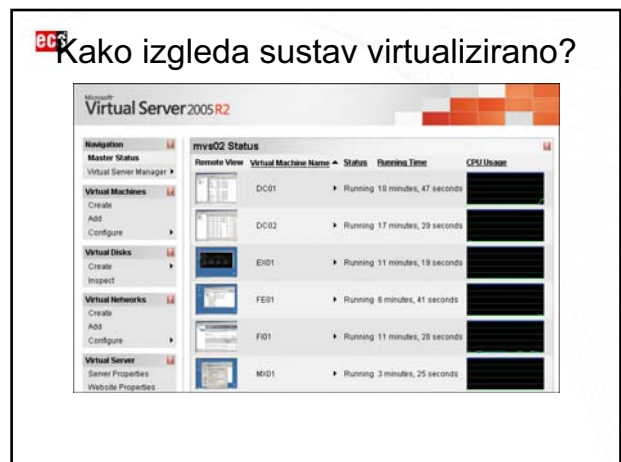 Kako izgleda sustav virtualizirano?
Microsoft
Virtual Server 2005 R2
Navigation
Master Status
Virtual Server Manager
Virtual Machines
Create
Add
Configure
Virtual Disks
Create
Inspect
Virtual Networks
Create
Add
Configure
Virtual Server
Server Properties
Website Properties
mvs02 Status
Remote View Virtual Machine Name Status Running Time CPU Usage
DC01 Running 18 minutes, 47 seconds
DC02 Running 17 minutes, 29 seconds
EX01 Running 11 minutes, 19 seconds
FE01 Running 6 minutes, 41 seconds
FI01 Running 11 minutes, 28 seconds
MX01 Running 3 minutes, 25 seconds